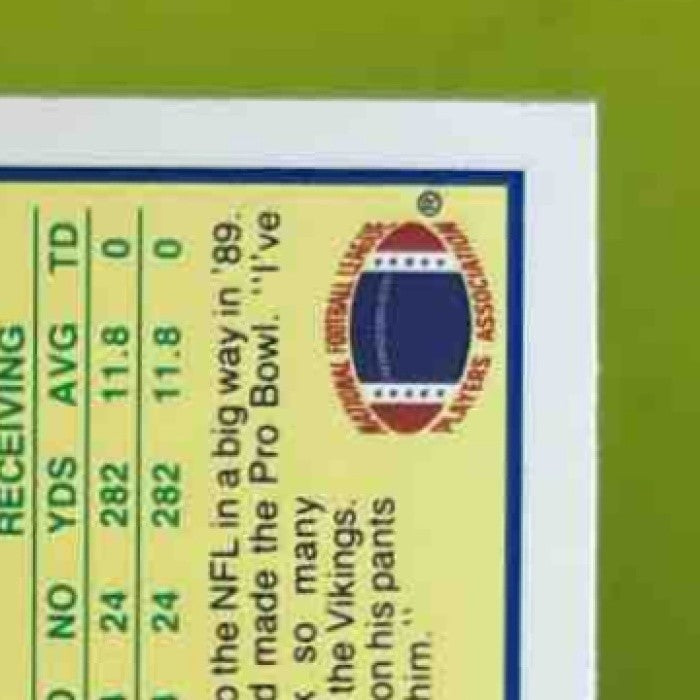 RECEIVING
NO YDS AVG TD
24 282 11.8 0
24 282 11.8 0
the NFL in a big way in '89.
made the Pro Bowl. "I've
so many
the Vikings.
on his pants
him."
NATIONAL FOOTBALL LEAGUE
PLAYERS ASSOCIATION
®